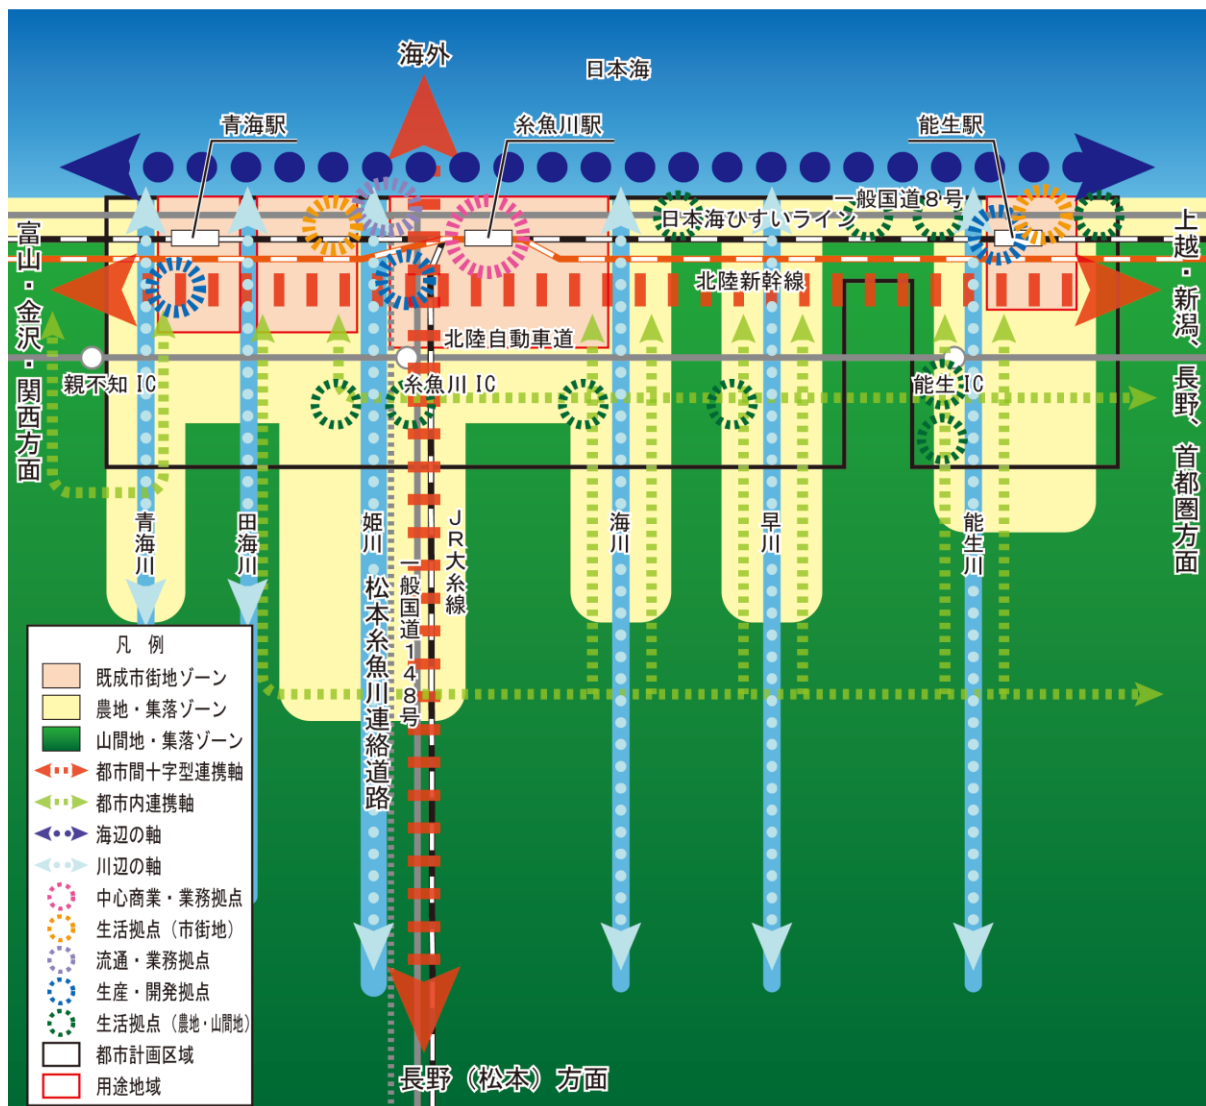 海外
日本海
青海駅
糸魚川駅
能生駅
一般国道8号
日本海ひすいライン
富山・金沢・関西方面
上越・新潟、長野、首都圏方面
北陸新幹線
北陸自動車道
親不知 IC
糸魚川 IC
能生 IC
青海川
田海川
姫川
海川
早川
能生川
JR大糸線
一般国道148号
松本糸魚川連絡道路
長野（松本）方面
凡 例
既成市街地ゾーン
農地・集落ゾーン
山間地・集落ゾーン
都市間十字型連携軸
都市内連携軸
海辺の軸
川辺の軸
中心商業・業務拠点
生活拠点（市街地）
流通・業務拠点
生産・開発拠点
生活拠点（農地・山間地）
都市計画区域
用途地域